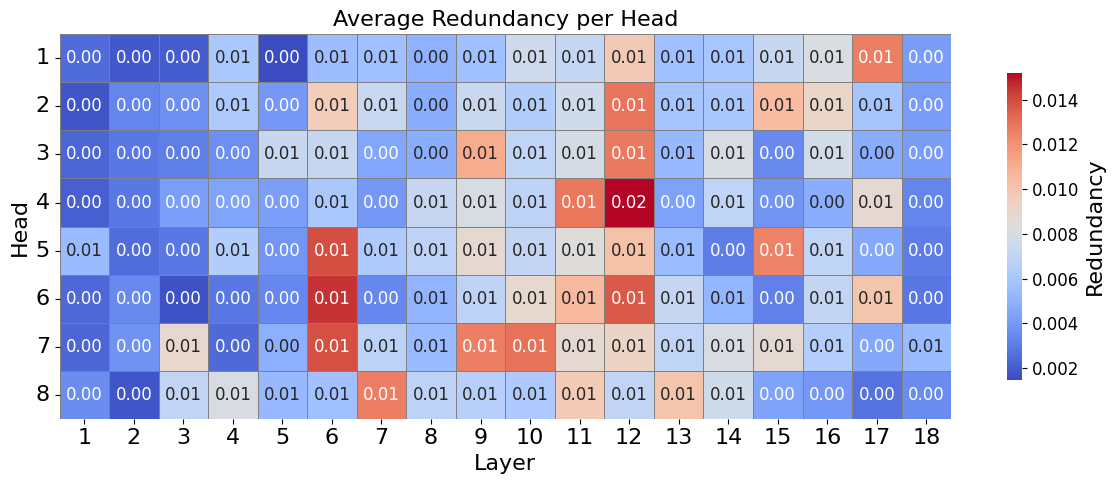 Average Redundancy per Head
1 0.00 0.00 0.00 0.01 0.00 0.01 0.01 0.00 0.01 0.01 0.01 0.01 0.01 0.01 0.01 0.01 0.01 0.00
2 0.00 0.00 0.00 0.01 0.00 0.01 0.01 0.00 0.01 0.01 0.01 0.01 0.01 0.01 0.01 0.01 0.01 0.00
3 0.00 0.00 0.00 0.00 0.01 0.01 0.00 0.00 0.01 0.01 0.01 0.01 0.01 0.01 0.00 0.01 0.00 0.00
4 0.00 0.00 0.00 0.00 0.00 0.01 0.00 0.01 0.01 0.01 0.01 0.02 0.00 0.01 0.00 0.00 0.01 0.00
5 0.01 0.00 0.00 0.01 0.00 0.01 0.01 0.01 0.01 0.01 0.01 0.01 0.01 0.00 0.01 0.01 0.00 0.00
6 0.00 0.00 0.00 0.00 0.00 0.01 0.00 0.01 0.01 0.01 0.01 0.01 0.01 0.01 0.00 0.01 0.01 0.00
7 0.00 0.00 0.01 0.00 0.00 0.01 0.01 0.01 0.01 0.01 0.01 0.01 0.01 0.01 0.01 0.01 0.00 0.01
8 0.00 0.00 0.01 0.01 0.01 0.01 0.01 0.01 0.01 0.01 0.01 0.01 0.01 0.01 0.00 0.00 0.00 0.00
1 2 3 4 5 6 7 8 9 10 11 12 13 14 15 16 17 18
Layer
Head
0.014
0.012
0.010
0.008
0.006
0.004
0.002
Redundancy